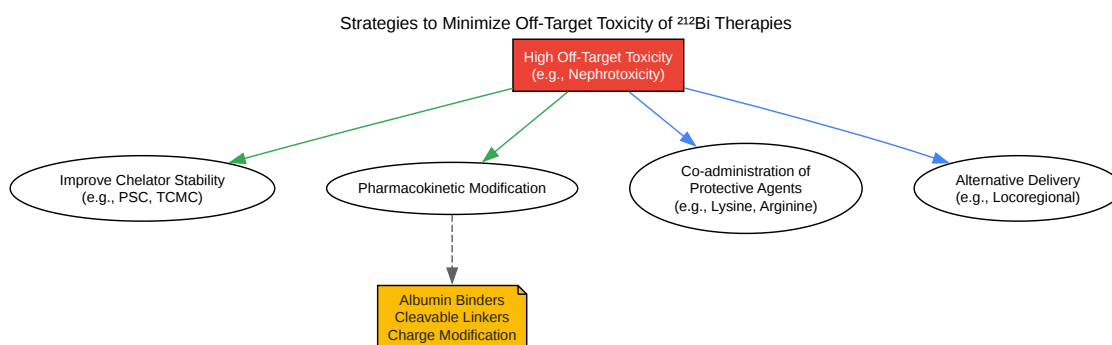 Strategies to Minimize Off-Target Toxicity of ²¹²Bi Therapies
High Off-Target Toxicity
(e.g., Nephrotoxicity)
Improve Chelator Stability
(e.g., PSC, TCMC)
Pharmacokinetic Modification
Co-administration of
Protective Agents
(e.g., Lysine, Arginine)
Alternative Delivery
(e.g., Locoregional)
Albumin Binders
Cleavable Linkers
Charge Modification